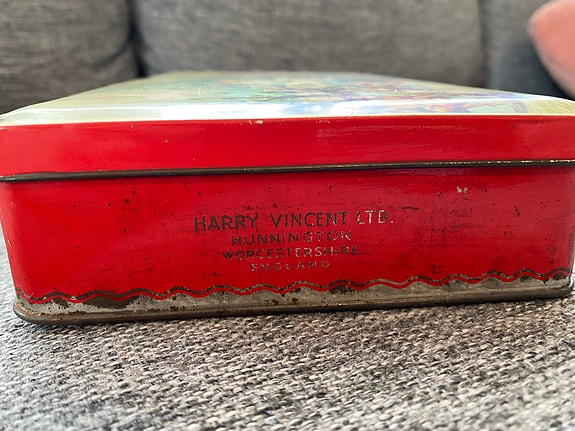 HARRY VINCENT LTD.
HUNNINGTON
WORCESTERSHIRE
ENGLAND